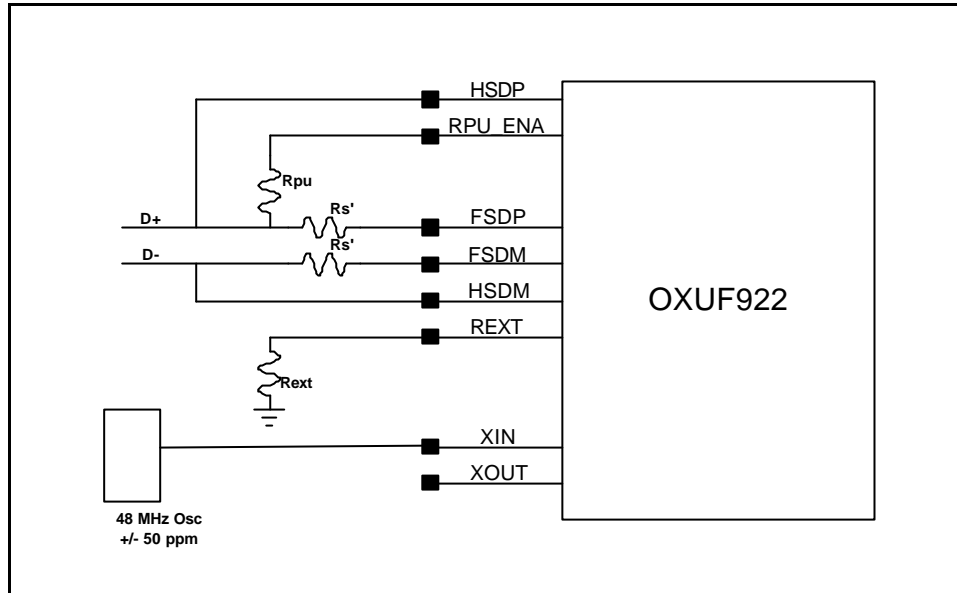 HSDP
RPU_ENA
Rpu
D+
Rs'
FSDP
D-
Rs'
FSDM
HSDM
OXUF922
REXT
Rext
XIN
XOUT
48 MHz Osc
+/- 50 ppm